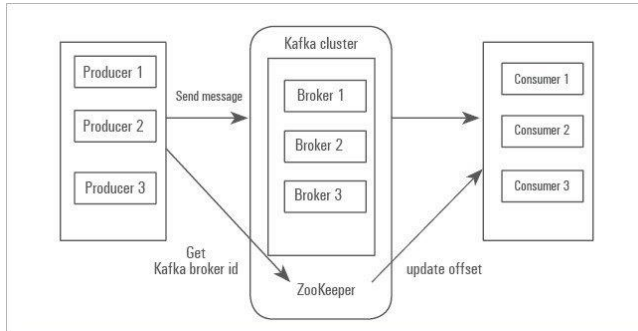 Kafka cluster
Producer 1
Producer 2
Producer 3
Send message
Broker 1
Broker 2
Broker 3
Consumer 1
Consumer 2
Consumer 3
Get
Kafka broker id
ZooKeeper
update offset